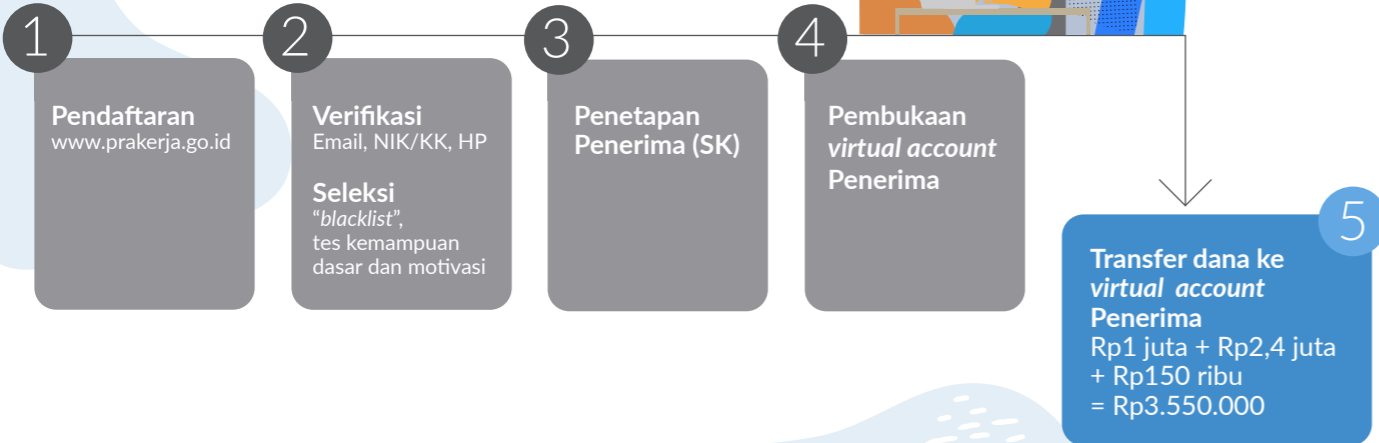 1
Pendaftaran
www.prakerja.go.id
2
Verifikasi
Email, NIK/KK, HP
Seleksi
“blacklist”,
tes kemampuan
dasar dan motivasi
3
Penetapan
Penerima (SK)
4
Pembukaan
virtual account
Penerima
5
Transfer dana ke
virtual account
Penerima
Rp1 juta + Rp2,4 juta
+ Rp150 ribu
= Rp3.550.000